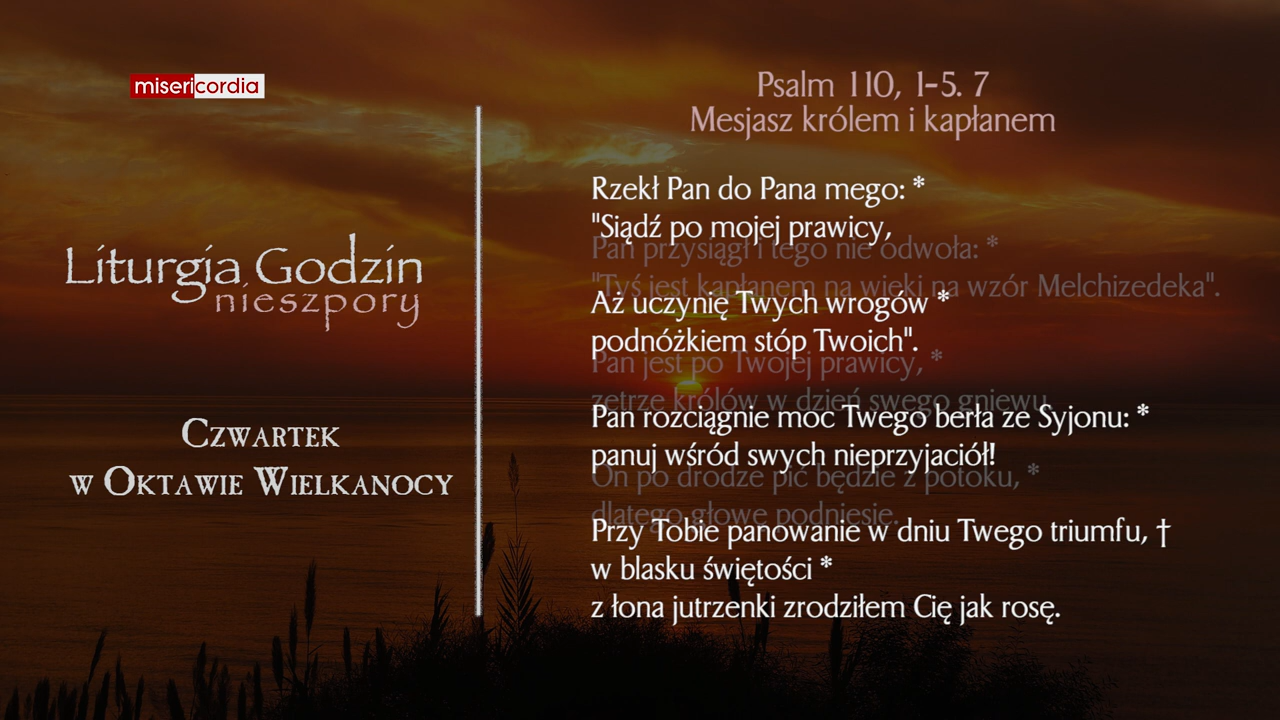 misericordia
Liturgia Godzin
nieszpory
Czwartek
w Oktawie Wielkanocy
Psalm 110, 1-5. 7
Mesjasz królem i kapłanem
Rzekł Pan do Pana mego: *
"Siądź po mojej prawicy,
Pan przysiągł i tego nie odwoła: *
"Tyś jest kapłanem na wieki na wzór Melchizedeka".
Aż uczynię Twych wrogów *
podnóżkiem stóp Twoich".
Pan jest po Twojej prawicy, *
zetrze królów w dzień swego gniewu.
Pan rozciągnie moc Twego berła ze Syjonu: *
panuj wśród swych nieprzyjaciół!
On po drodze pić będzie z potoku, *
dlatego głowę podniesie.
Przy Tobie panowanie w dniu Twego triumfu, †
w blasku świętości *
z łona jutrzenki zrodziłem Cię jak rosę.